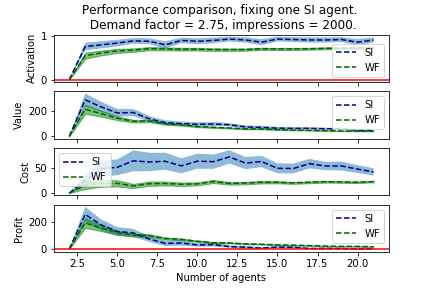 Performance comparison, fixing one SI agent.
Demand factor = 2.75, impressions = 2000.
Activation
1
0
SI
WF
Value
200
0
SI
WF
Cost
50
0
SI
WF
Profit
200
0
SI
WF
2.5 5.0 7.5 10.0 12.5 15.0 17.5 20.0
Number of agents